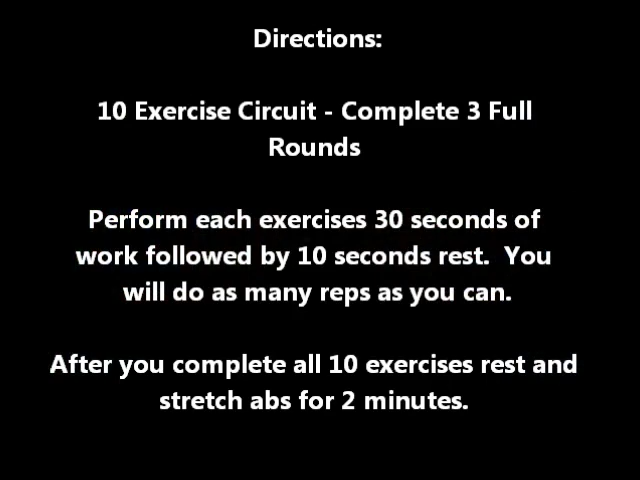 Directions:
10 Exercise Circuit - Complete 3 Full
Rounds
Perform each exercises 30 seconds of
work followed by 10 seconds rest.  You
will do as many reps as you can.
After you complete all 10 exercises rest and
stretch abs for 2 minutes.